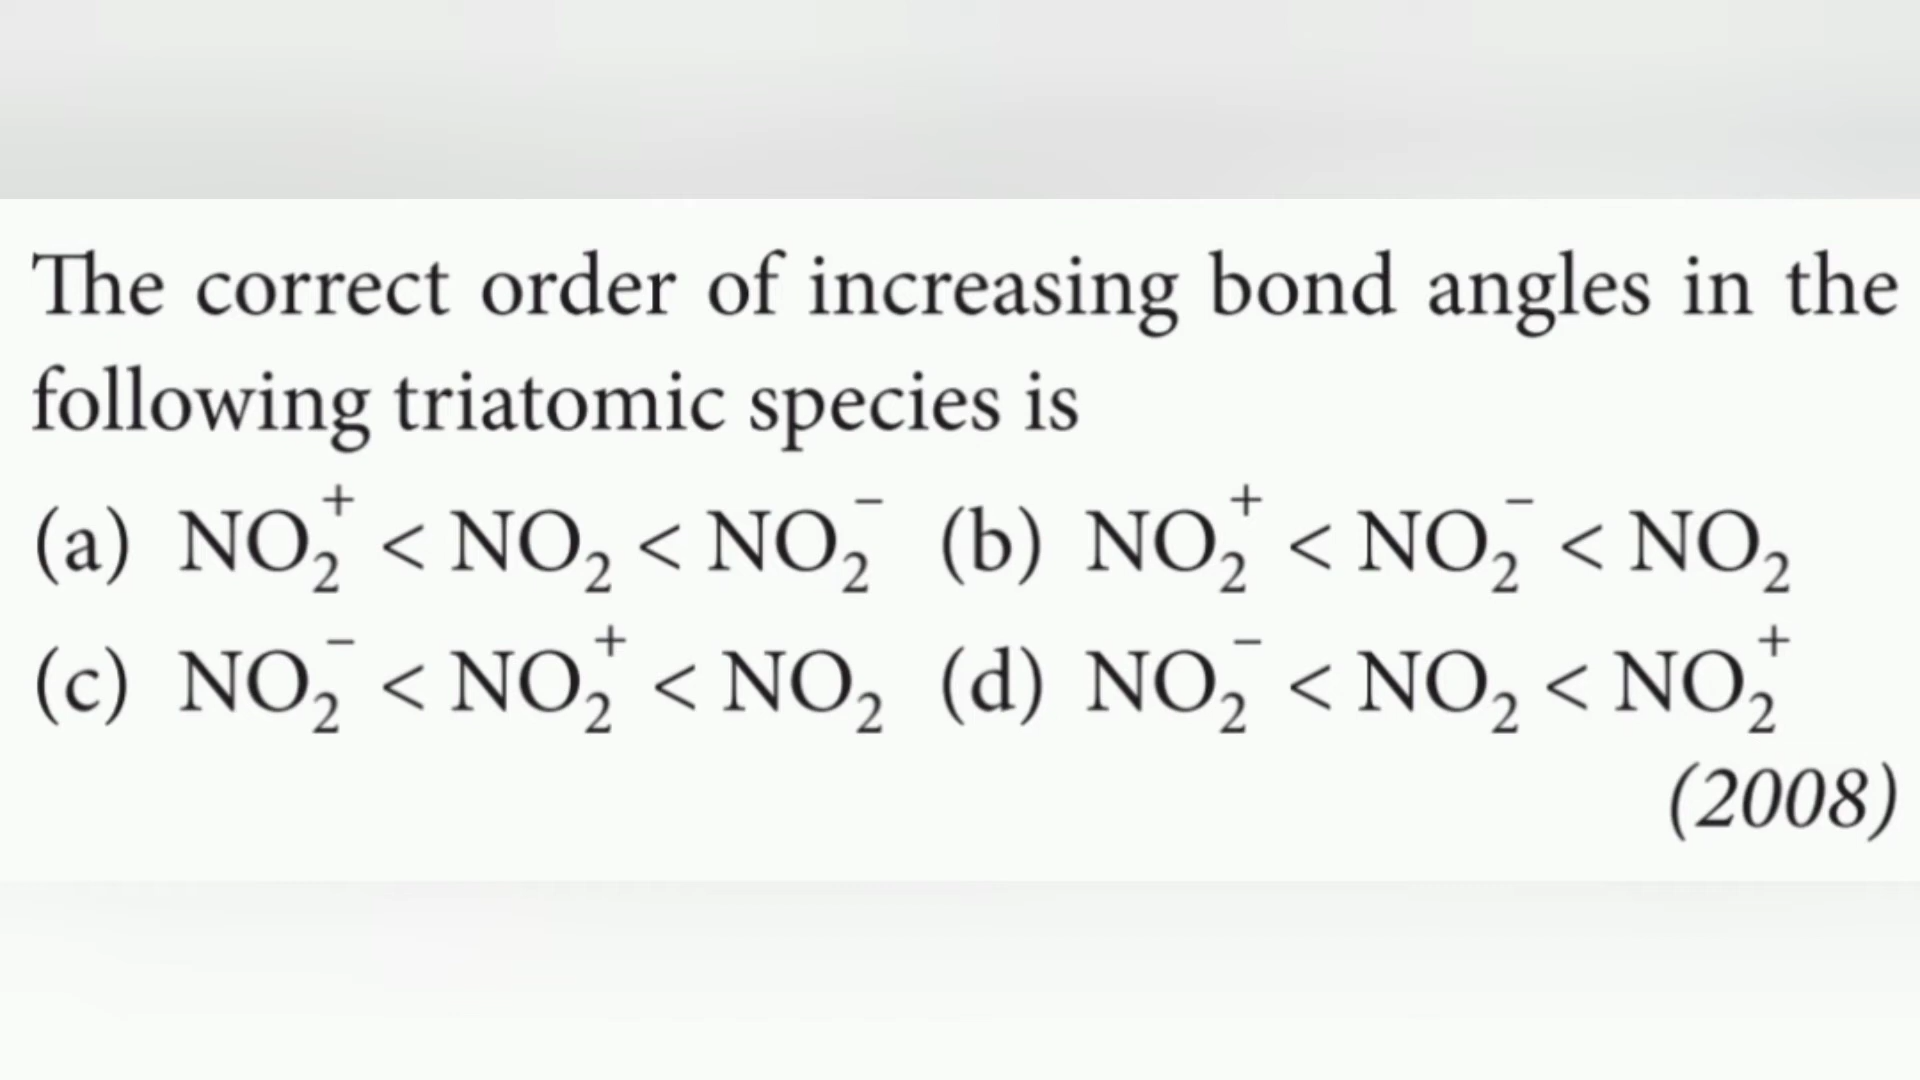 The correct order of increasing bond angles in the
following triatomic species is
(a) NO₂⁺ < NO₂ < NO₂⁻ (b) NO₂⁺ < NO₂⁻ < NO₂
(c) NO₂⁻ < NO₂⁺ < NO₂ (d) NO₂⁻ < NO₂ < NO₂⁺
(2008)